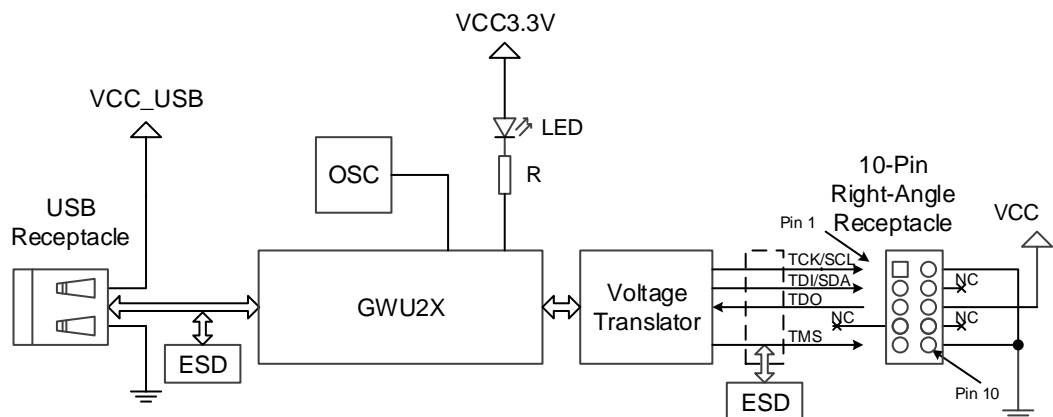 VCC3.3V
VCC_USB
LED
OSC
R
10-Pin
Right-Angle
Receptacle
USB
Receptacle
VCC
Pin 1
TCK/SCL
TDI/SDA
NC
GWU2X
Voltage
Translator
TDO
NC
NC
TMS
ESD
ESD
Pin 10